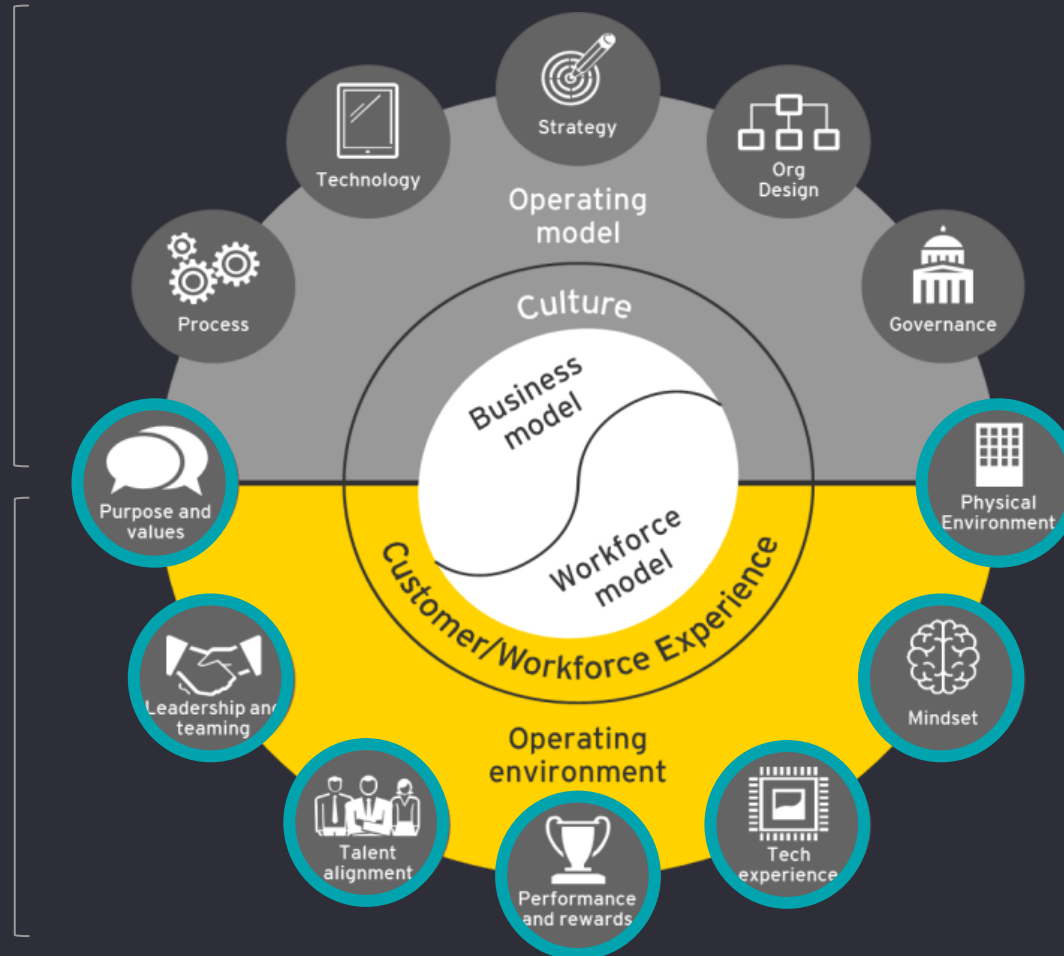 Strategy
Technology
Org
Design
Operating
model
Process
Governance
Culture
Business
model
Purpose and
values
Physical
Environment
Workforce
model
Customer/Workforce Experience
Leadership and
teaming
Mindset
Operating
environment
Talent
alignment
Tech
experience
Performance
and rewards